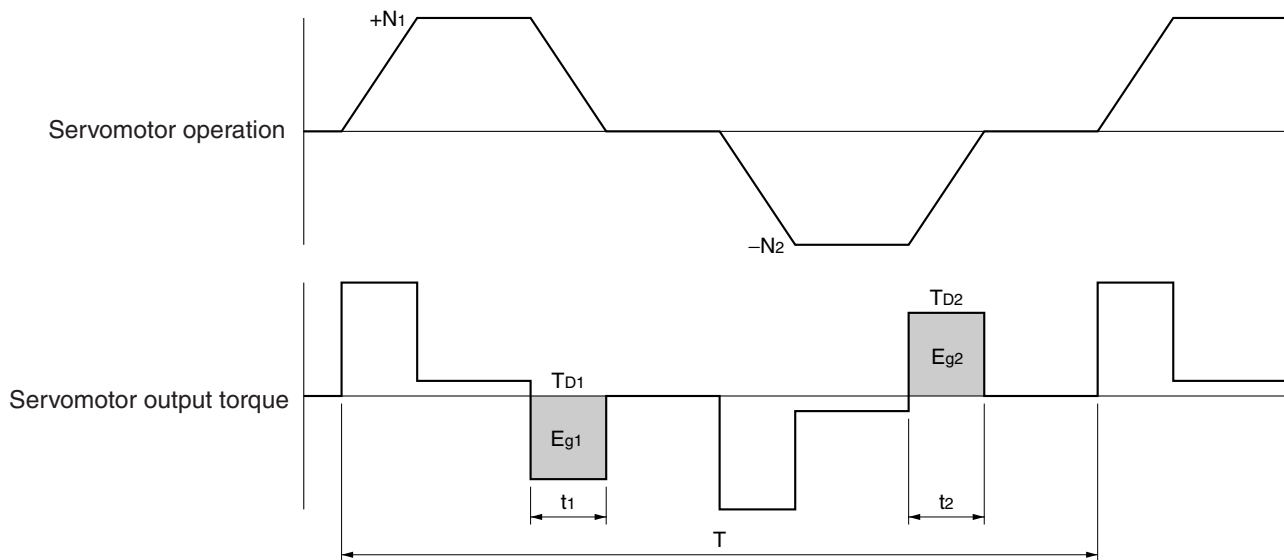 +N1
Servomotor operation
–N2
TD2
Eg2
TD1
Servomotor output torque
Eg1
t1
t2
T